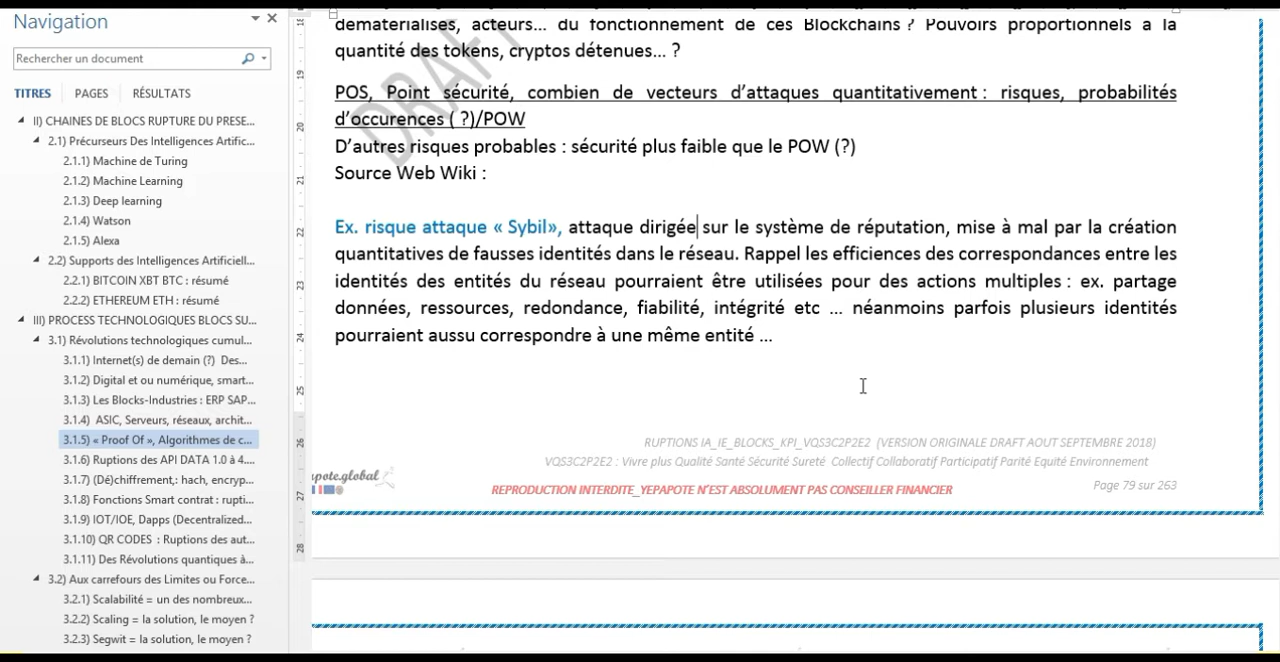 Navigation
Rechercher un document
TITRES PAGES RÉSULTATS
II) CHAINES DE BLOCS RUPTURE DU PRESE...
2.1) Précurseurs Des Intelligences Artific...
2.1.1) Machine de Turing
2.1.2) Machine Learning
2.1.3) Deep learning
2.1.4) Watson
2.1.5) Alexa
2.2) Supports des Intelligences Artificiell...
2.2.1) BITCOIN XBT BTC : résumé
2.2.2) ETHEREUM ETH : résumé
III) PROCESS TECHNOLOGIQUES BLOCS SU...
3.1) Révolutions technologiques cumul...
3.1.1) Internet(s) de demain (?) Des...
3.1.2) Digital et ou numérique, smart...
3.1.3) Les Blocks-Industries : ERP SAP...
3.1.4) ASIC, Serveurs, réseaux, archit...
3.1.5) « Proof Of », Algorithmes de c...
3.1.6) Ruptions des API DATA 1.0 à 4....
3.1.7) (Dé)chiffrement,: hach, encryp...
3.1.8) Fonctions Smart contrat : rupti...
3.1.9) IOT/IOE, Dapps (Decentralized...
3.1.10) QR CODES : Ruptions des aut...
3.1.11) Des Révolutions quantiques à...
3.2) Aux carrefours des Limites ou Force...
3.2.1) Scalabilité = un des nombreux...
3.2.2) Scaling = la solution, le moyen ?
3.2.3) Segwit = la solution, le moyen ?
19
20
21
22
23
24
25
26
27
28
DRAFT
dématérialisés, acteurs... du fonctionnement de ces Blockchains ? Pouvoirs proportionnels à la
quantité des tokens, cryptos détenues... ?
POS, Point sécurité, combien de vecteurs d'attaques quantitativement : risques, probabilités
d'occurences ( ?)/POW
D'autres risques probables : sécurité plus faible que le POW (?)
Source Web Wiki :
Ex. risque attaque « Sybil», attaque dirigée sur le système de réputation, mise à mal par la création
quantitatives de fausses identités dans le réseau. Rappel les efficiences des correspondances entre les
identités des entités du réseau pourraient être utilisées pour des actions multiples : ex. partage
données, ressources, redondance, fiabilité, intégrité etc ... néanmoins parfois plusieurs identités
pourraient aussu correspondre à une même entité ...
RUPTIONS IA_IE_BLOCKS_KPI_VQS3C2P2E2 (VERSION ORIGINALE DRAFT AOUT SEPTEMBRE 2018)
VQS3C2P2E2 : Vivre plus Qualité Santé Sécurité Sureté Collectif Collaboratif Participatif Parité Equité Environnement
pote.global
REPRODUCTION INTERDITE_YEPAPOTE N'EST ABSOLUMENT PAS CONSEILLER FINANCIER
Page 79 sur 263